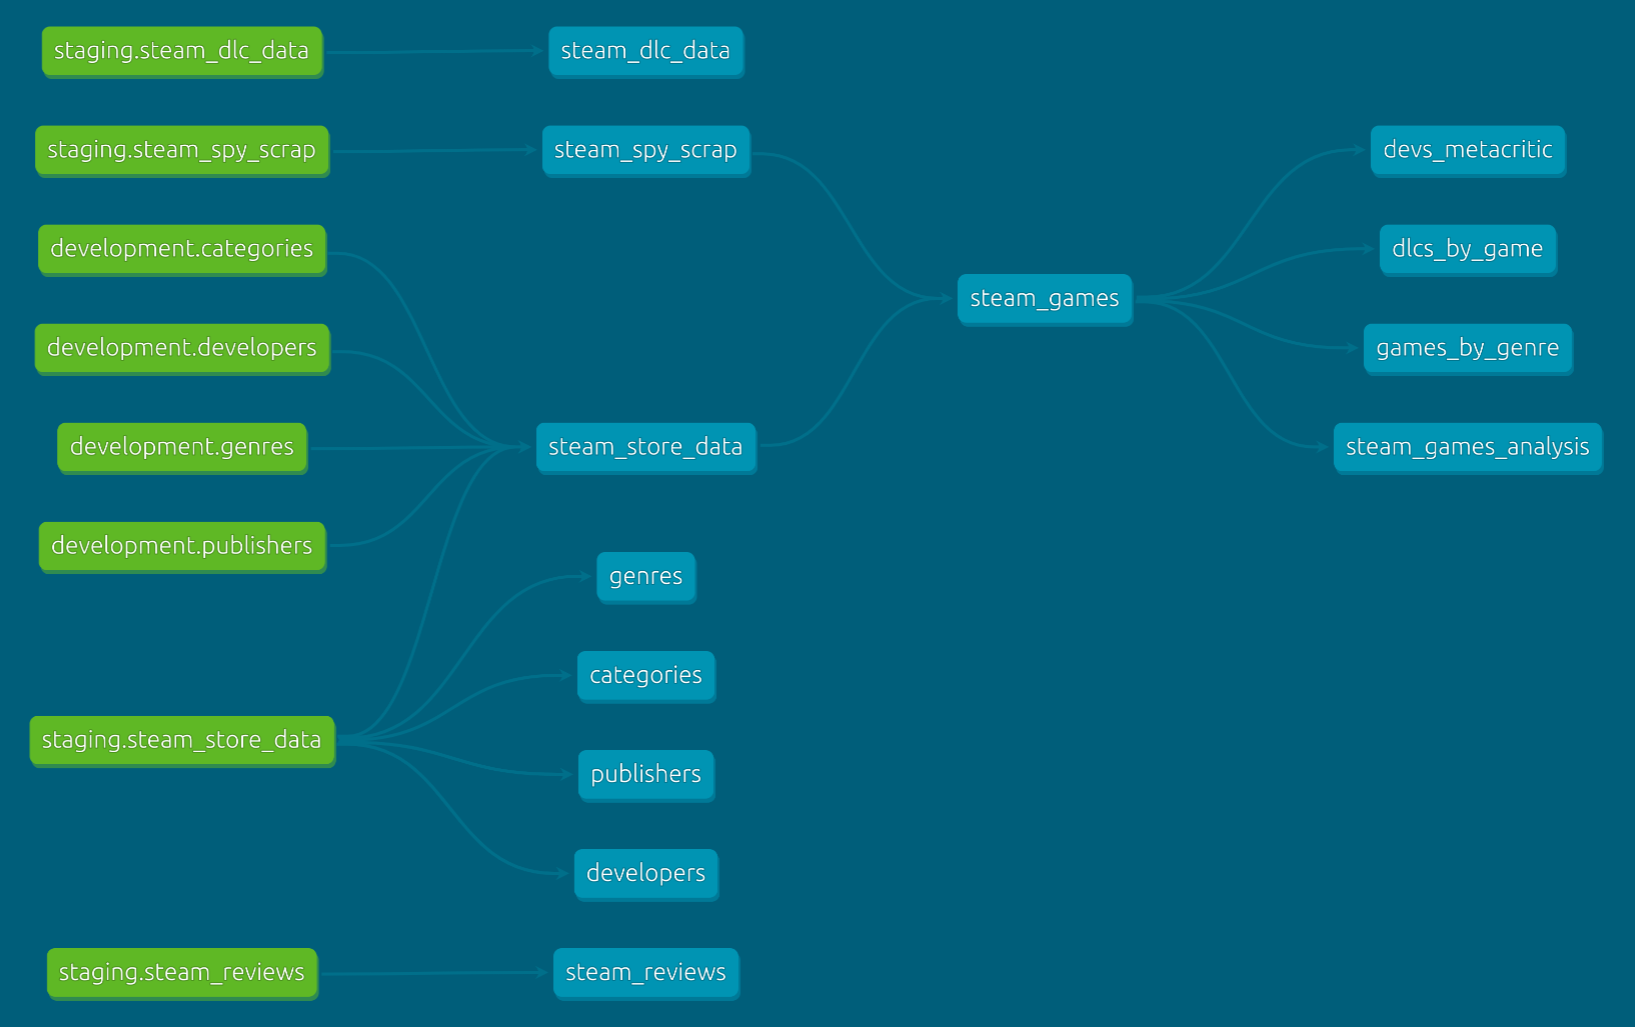 staging.steam_dlc_data
steam_dlc_data
staging.steam_spy_scrap
steam_spy_scrap
devs_metacritic
development.categories
dlcs_by_game
steam_games
development.developers
games_by_genre
development.genres
steam_store_data
steam_games_analysis
development.publishers
genres
categories
staging.steam_store_data
publishers
developers
staging.steam_reviews
steam_reviews